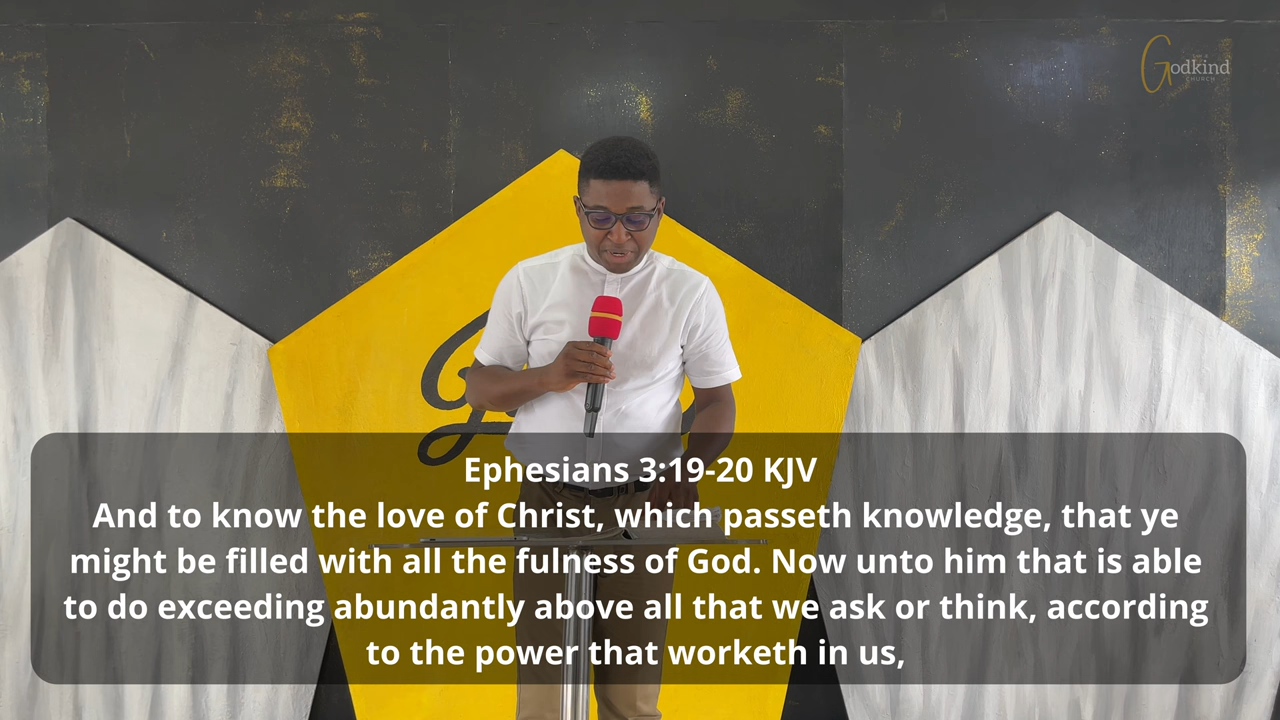 Godkind
CHURCH
Ephesians 3:19-20 KJV
And to know the love of Christ, which passeth knowledge, that ye
might be filled with all the fulness of God. Now unto him that is able
to do exceeding abundantly above all that we ask or think, according
to the power that worketh in us,